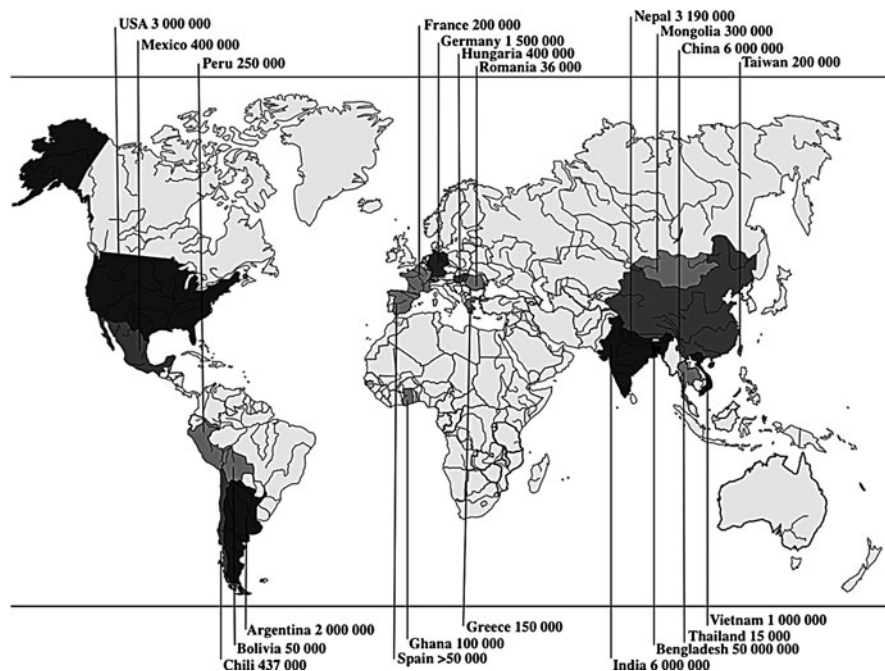 USA 3 000 000
Mexico 400 000
Peru 250 000
France 200 000
Germany 1 500 000
Hungaria 400 000
Romania 36 000
Nepal 3 190 000
Mongolia 300 000
China 6 000 000
Taiwan 200 000
Argentina 2 000 000
Bolivia 50 000
Chili 437 000
Greece 150 000
Ghana 100 000
Spain >50 000
Vietnam 1 000 000
Thailand 15 000
Bengladesh 50 000 000
India 6 000 000